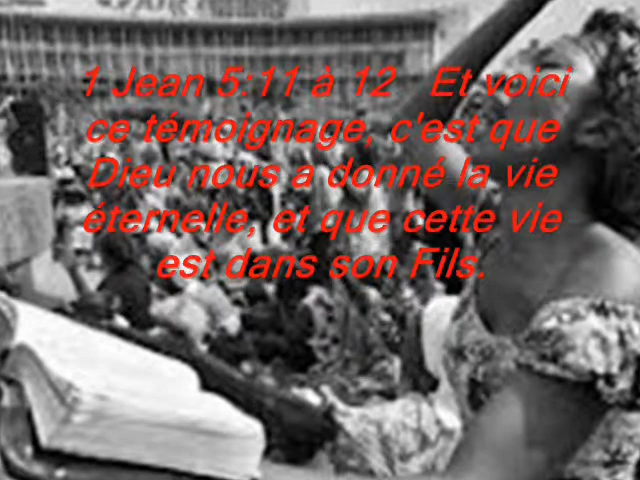 1 Jean 5:11 à 12   Et voici
ce témoignage, c'est que
Dieu nous a donné la vie
éternelle, et que cette vie
est dans son Fils.